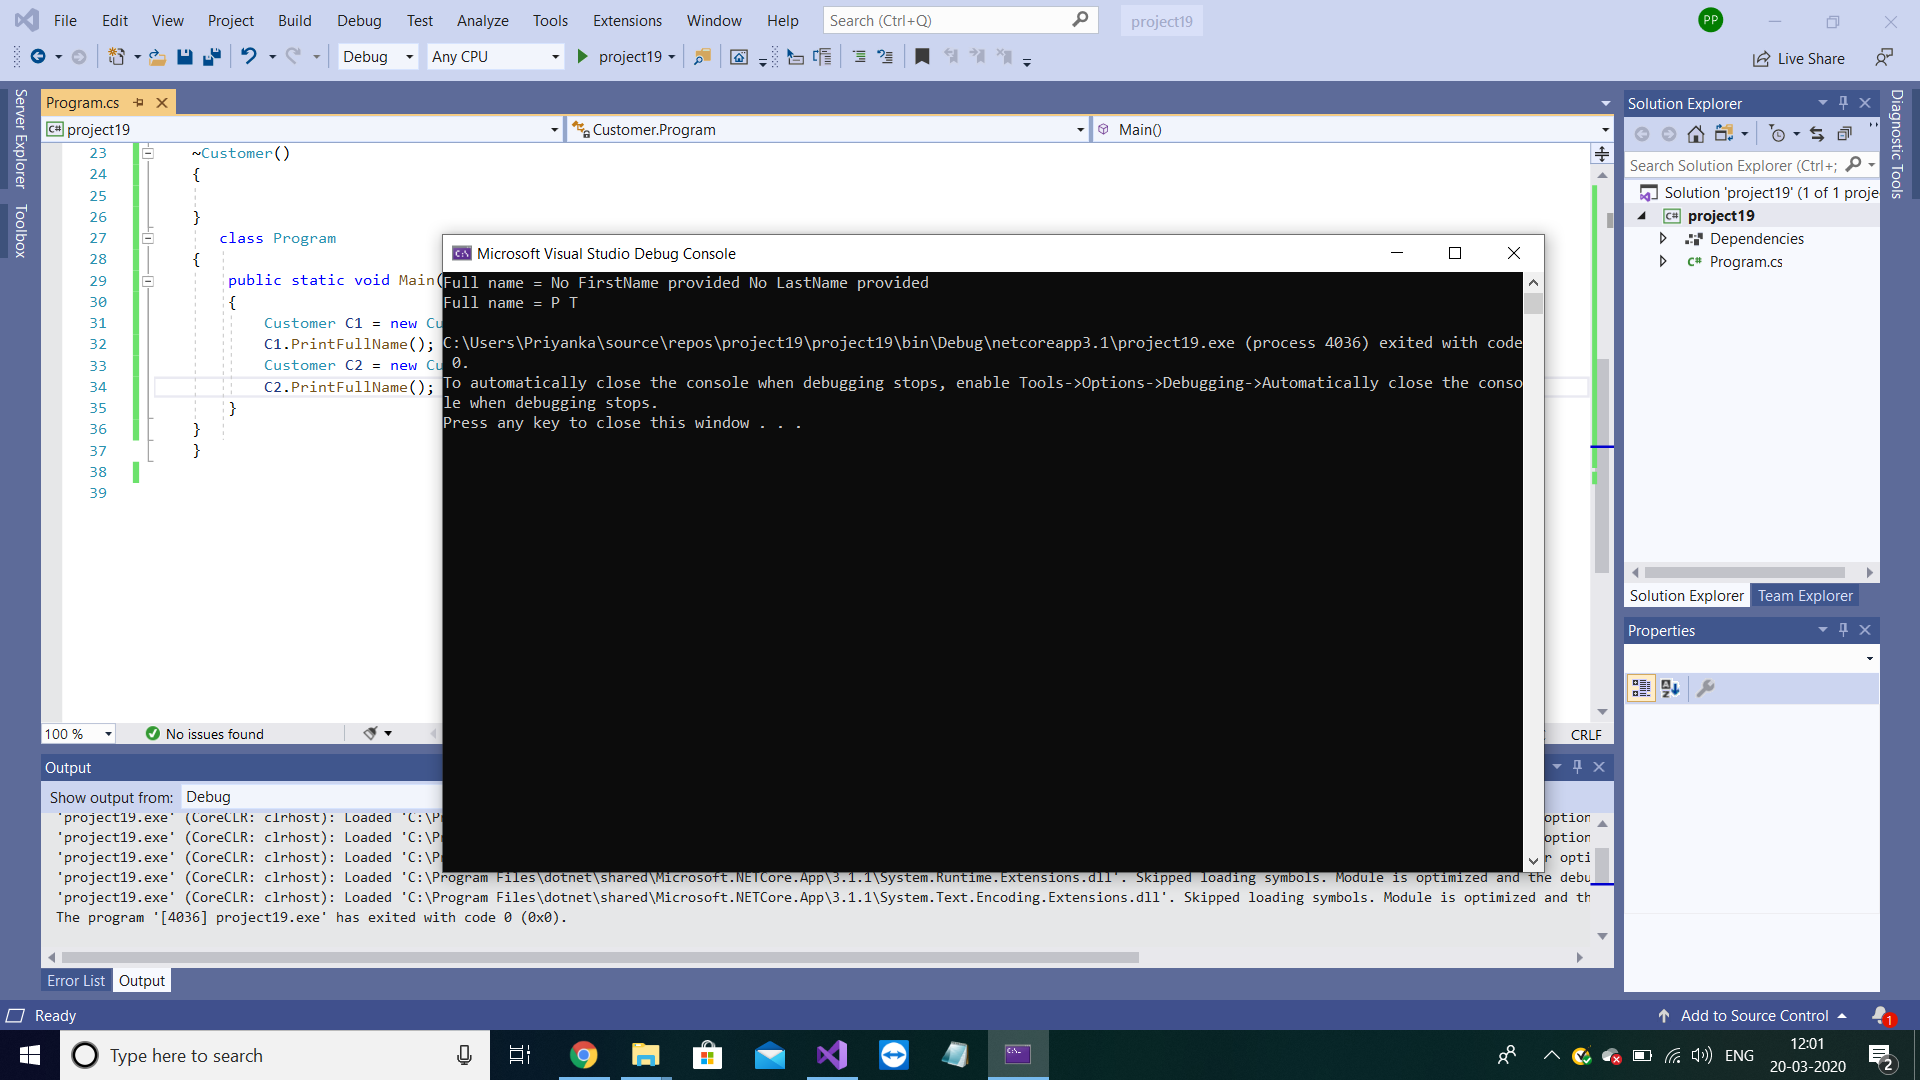 File Edit View Project Build Debug Test Analyze Tools Extensions Window Help Search (Ctrl+Q) project19 PP
Debug Any CPU project19 Live Share
Server Explorer
Toolbox
Program.cs
C# project19 Customer.Program Main()
23 ~Customer()
24 {
25
26 }
27 class Program
28 {
29 public static void Main(
30 {
31 Customer C1 = new Cu
32 C1.PrintFullName();
33 Customer C2 = new Cu
34 C2.PrintFullName();
35 }
36 }
37 }
38
39
100 % No issues found CRLF
Microsoft Visual Studio Debug Console
Full name = No FirstName provided No LastName provided
Full name = P T
C:\Users\Priyanka\source\repos\project19\project19\bin\Debug\netcoreapp3.1\project19.exe (process 4036) exited with code
0.
To automatically close the console when debugging stops, enable Tools->Options->Debugging->Automatically close the conso
le when debugging stops.
Press any key to close this window . . .
Solution Explorer
Search Solution Explorer (Ctrl+;
Solution 'project19' (1 of 1 proje
C# project19
Dependencies
C# Program.cs
Solution Explorer Team Explorer
Properties
Diagnostic Tools
Output
Show output from: Debug
'project19.exe' (CoreCLR: clrhost): Loaded 'C:\Pr option
'project19.exe' (CoreCLR: clrhost): Loaded 'C:\Pr option
'project19.exe' (CoreCLR: clrhost): Loaded 'C:\Pr r opti
'project19.exe' (CoreCLR: clrhost): Loaded 'C:\Program Files\dotnet\shared\Microsoft.NETCore.App\3.1.1\System.Runtime.Extensions.dll'. Skipped loading symbols. Module is optimized and the debu
'project19.exe' (CoreCLR: clrhost): Loaded 'C:\Program Files\dotnet\shared\Microsoft.NETCore.App\3.1.1\System.Text.Encoding.Extensions.dll'. Skipped loading symbols. Module is optimized and th
The program '[4036] project19.exe' has exited with code 0 (0x0).
Error List Output
Ready Add to Source Control 1
Type here to search ENG 12:01
20-03-2020 2